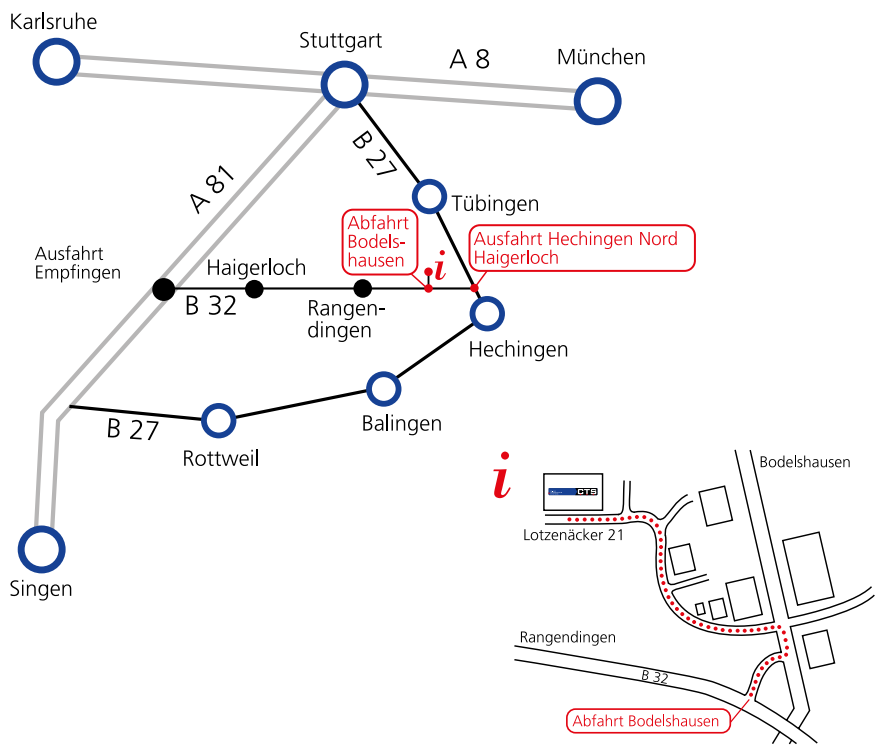 Karlsruhe
Stuttgart
A 8
München
B 27
A 81
Tübingen
Abfahrt
Bodels-
hausen
Ausfahrt Hechingen Nord
Haigerloch
Ausfahrt
Empfingen
Haigerloch
i
B 32
Rangen-
dingen
Hechingen
Balingen
B 27
Rottweil
Singen
i
Bodelshausen
CTB
Lotzenäcker 21
Rangendingen
B 32
Abfahrt Bodelshausen